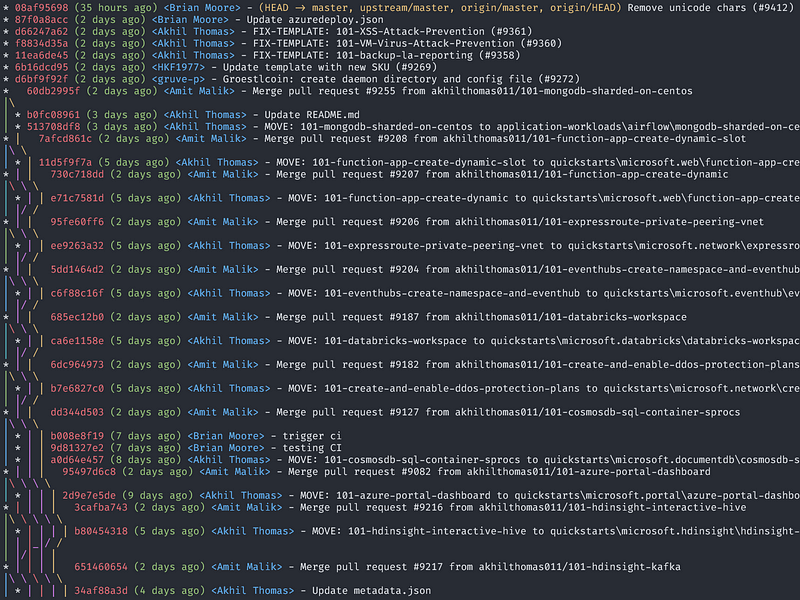 * 08af95698 (35 hours ago) <Brian Moore> - (HEAD -> master, upstream/master, origin/master, origin/HEAD) Remove unicode chars (#9412)
* 87f0a8acc (2 days ago) <Brian Moore> - Update azuredeploy.json
* d66247a62 (2 days ago) <Akhil Thomas> - FIX-TEMPLATE: 101-XSS-Attack-Prevention (#9361)
* f8834d35a (2 days ago) <Akhil Thomas> - FIX-TEMPLATE: 101-VM-Virus-Attack-Prevention (#9360)
* 11ea6de45 (2 days ago) <Akhil Thomas> - FIX-TEMPLATE: 101-backup-la-reporting (#9358)
* 6b16dcd95 (2 days ago) <HKF1977> - Update template with new SKU (#9269)
* d6bf9f92f (2 days ago) <gruve-p> - Groestlcoin: create daemon directory and config file (#9272)
* 60db2995f (2 days ago) <Amit Malik> - Merge pull request #9255 from akhilthomas011/101-mongodb-sharded-on-centos
|\
| * b0fc08961 (3 days ago) <Akhil Thomas> - Update README.md
| * 513708df8 (3 days ago) <Akhil Thomas> - MOVE: 101-mongodb-sharded-on-centos to application-workloads\airflow\mongodb-sharded-on-ce
* | 7afcd861c (2 days ago) <Amit Malik> - Merge pull request #9208 from akhilthomas011/101-function-app-create-dynamic-slot
|\ \
| * | 11d5f9f7a (5 days ago) <Akhil Thomas> - MOVE: 101-function-app-create-dynamic-slot to quickstarts\microsoft.web\function-app-cre
* | | 730c718dd (2 days ago) <Amit Malik> - Merge pull request #9207 from akhilthomas011/101-function-app-create-dynamic
|\ \ \
| * | | e71c7581d (5 days ago) <Akhil Thomas> - MOVE: 101-function-app-create-dynamic to quickstarts\microsoft.web\function-app-create
| |/ /
* | | 95fe60ff6 (2 days ago) <Amit Malik> - Merge pull request #9206 from akhilthomas011/101-expressroute-private-peering-vnet
|\ \ \
| * | | ee9263a32 (5 days ago) <Akhil Thomas> - MOVE: 101-expressroute-private-peering-vnet to quickstarts\microsoft.network\expressro
| |/ /
* | | 5dd1464d2 (2 days ago) <Amit Malik> - Merge pull request #9204 from akhilthomas011/101-eventhubs-create-namespace-and-eventhub
|\ \ \
| * | | c6f88c16f (5 days ago) <Akhil Thomas> - MOVE: 101-eventhubs-create-namespace-and-eventhub to quickstarts\microsoft.eventhub\ev
| |/ /
* | | 685ec12b0 (2 days ago) <Amit Malik> - Merge pull request #9187 from akhilthomas011/101-databricks-workspace
|\ \ \
| * | | ca6e1158e (5 days ago) <Akhil Thomas> - MOVE: 101-databricks-workspace to quickstarts\microsoft.databricks\databricks-workspac
| |/ /
* | | 6dc964973 (2 days ago) <Amit Malik> - Merge pull request #9182 from akhilthomas011/101-create-and-enable-ddos-protection-plans
|\ \ \
| * | | b7e6827c0 (5 days ago) <Akhil Thomas> - MOVE: 101-create-and-enable-ddos-protection-plans to quickstarts\microsoft.network\cre
| |/ /
* | | dd344d503 (2 days ago) <Amit Malik> - Merge pull request #9127 from akhilthomas011/101-cosmosdb-sql-container-sprocs
|\ \ \
| * | | b008e8f19 (7 days ago) <Brian Moore> - trigger ci
| * | | 9d81327e2 (7 days ago) <Brian Moore> - testing CI
| * | | a0d64e457 (8 days ago) <Akhil Thomas> - MOVE: 101-cosmosdb-sql-container-sprocs to quickstarts\microsoft.documentdb\cosmosdb-s
* | | | 95497d6c8 (2 days ago) <Amit Malik> - Merge pull request #9082 from akhilthomas011/101-azure-portal-dashboard
|\ \ \ \
| * | | | 2d9e7e5de (9 days ago) <Akhil Thomas> - MOVE: 101-azure-portal-dashboard to quickstarts\microsoft.portal\azure-portal-dashbo
* | | | | 3cafba743 (2 days ago) <Amit Malik> - Merge pull request #9216 from akhilthomas011/101-hdinsight-interactive-hive
|\ \ \ \ \
| * | | | | b80454318 (5 days ago) <Akhil Thomas> - MOVE: 101-hdinsight-interactive-hive to quickstarts\microsoft.hdinsight\hdinsight-
| | |_|/ /
| |/| | |
* | | | | 651460654 (2 days ago) <Amit Malik> - Merge pull request #9217 from akhilthomas011/101-hdinsight-kafka
|\ \ \ \ \
| * | | | | 34af88a3d (4 days ago) <Akhil Thomas> - Update metadata.json